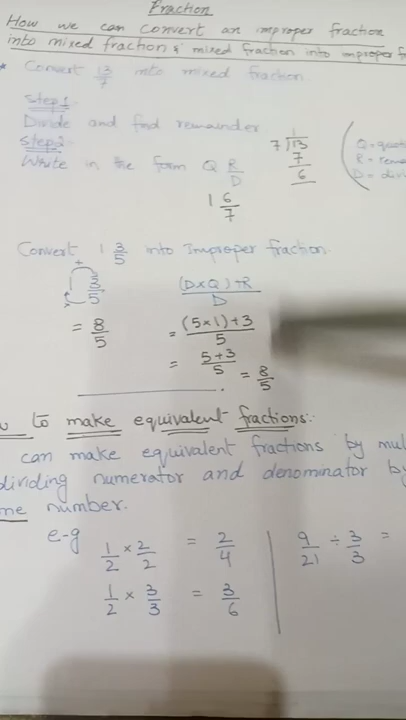 Fraction
How we can convert an improper fraction
into mixed fraction & mixed fraction into improper
* Convert 13/7 into mixed fraction
Step 1
Divide and find remainder
Step 2
Write in the form Q R/D
1 6/7
1
7)13
7
6
Q =
R =
D =
Convert 1 3/5 into Improper fraction.
+
3/5
×
= 8/5
(D×Q)+R/D
= (5×1)+3/5
= 5+3/5 = 8/5
to make equivalent fractions:
can make equivalent fractions by
dividing numerator and denominator by
number.
e-g
1/2 × 2/2 = 2/4
1/2 × 3/3 = 3/6
9/21 ÷ 3/3 =